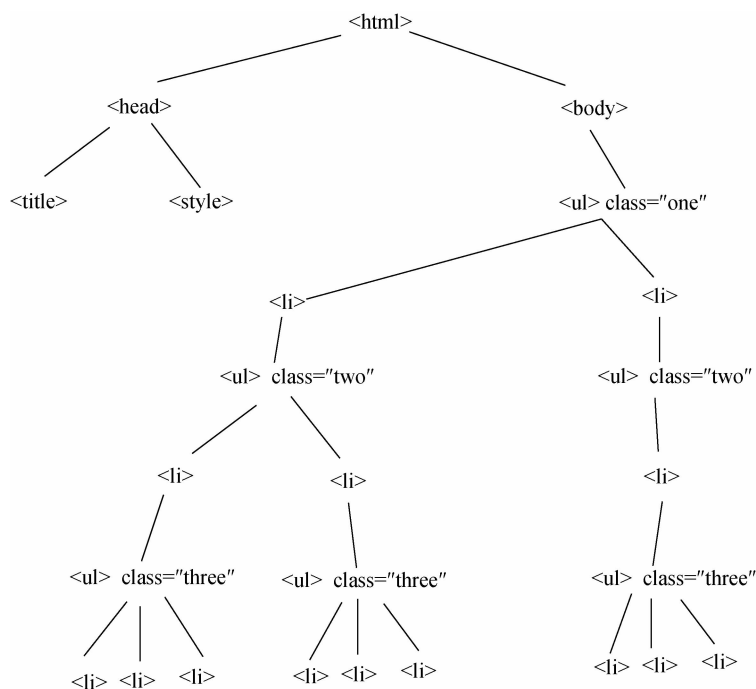 <html>
<head> <body>
<title> <style> <ul> class="one"
<li> <li>
<ul> class="two" <ul> class="two"
<li> <li> <li>
<ul> class="three" <ul> class="three" <ul> class="three"
<li> <li> <li> <li> <li> <li> <li> <li> <li>